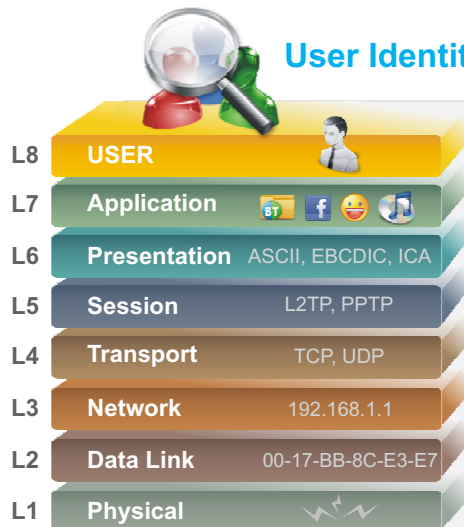 User Identit
L8 USER
L7 Application BT f
L6 Presentation ASCII, EBCDIC, ICA
L5 Session L2TP, PPTP
L4 Transport TCP, UDP
L3 Network 192.168.1.1
L2 Data Link 00-17-BB-8C-E3-E7
L1 Physical